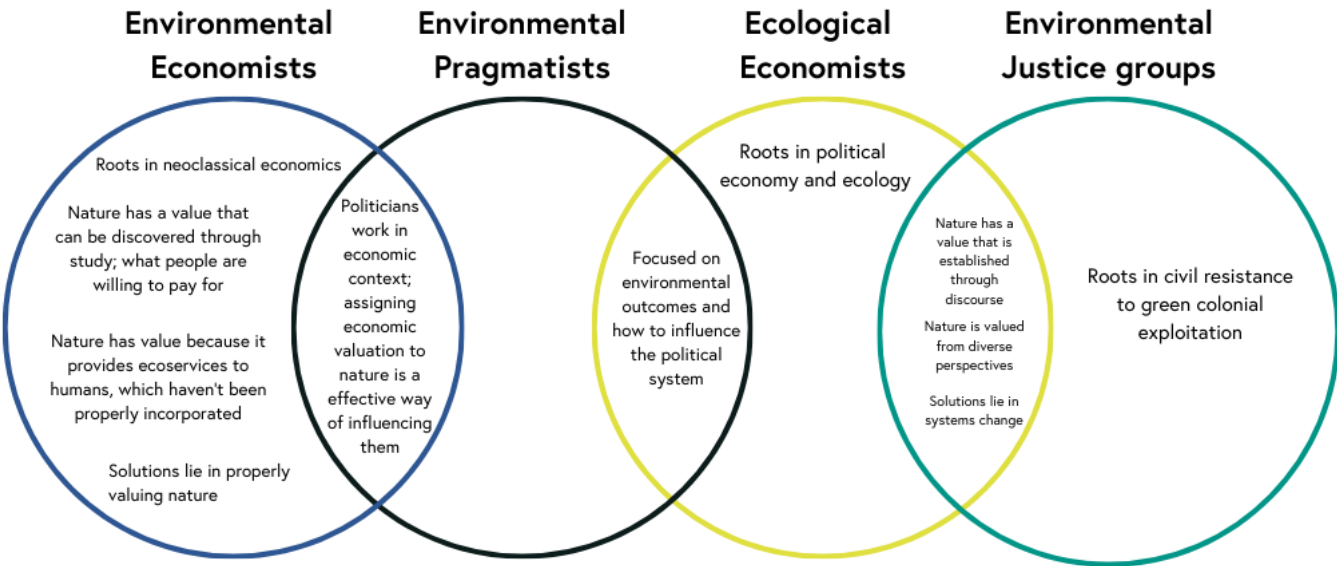 Environmental
Economists
Environmental
Pragmatists
Ecological
Economists
Environmental
Justice groups
Roots in neoclassical economics
Nature has a value that
can be discovered through
study; what people are
willing to pay for
Nature has value because it
provides ecoservices to
humans, which haven't been
properly incorporated
Solutions lie in properly
valuing nature
Politicians
work in
economic
context;
assigning
economic
valuation to
nature is a
effective way
of influencing
them
Focused on
environmental
outcomes and
how to influence
the political
system
Roots in political
economy and ecology
Nature has a
value that is
established
through
discourse
Nature is valued
from diverse
perspectives
Solutions lie in
systems change
Roots in civil resistance
to green colonial
exploitation